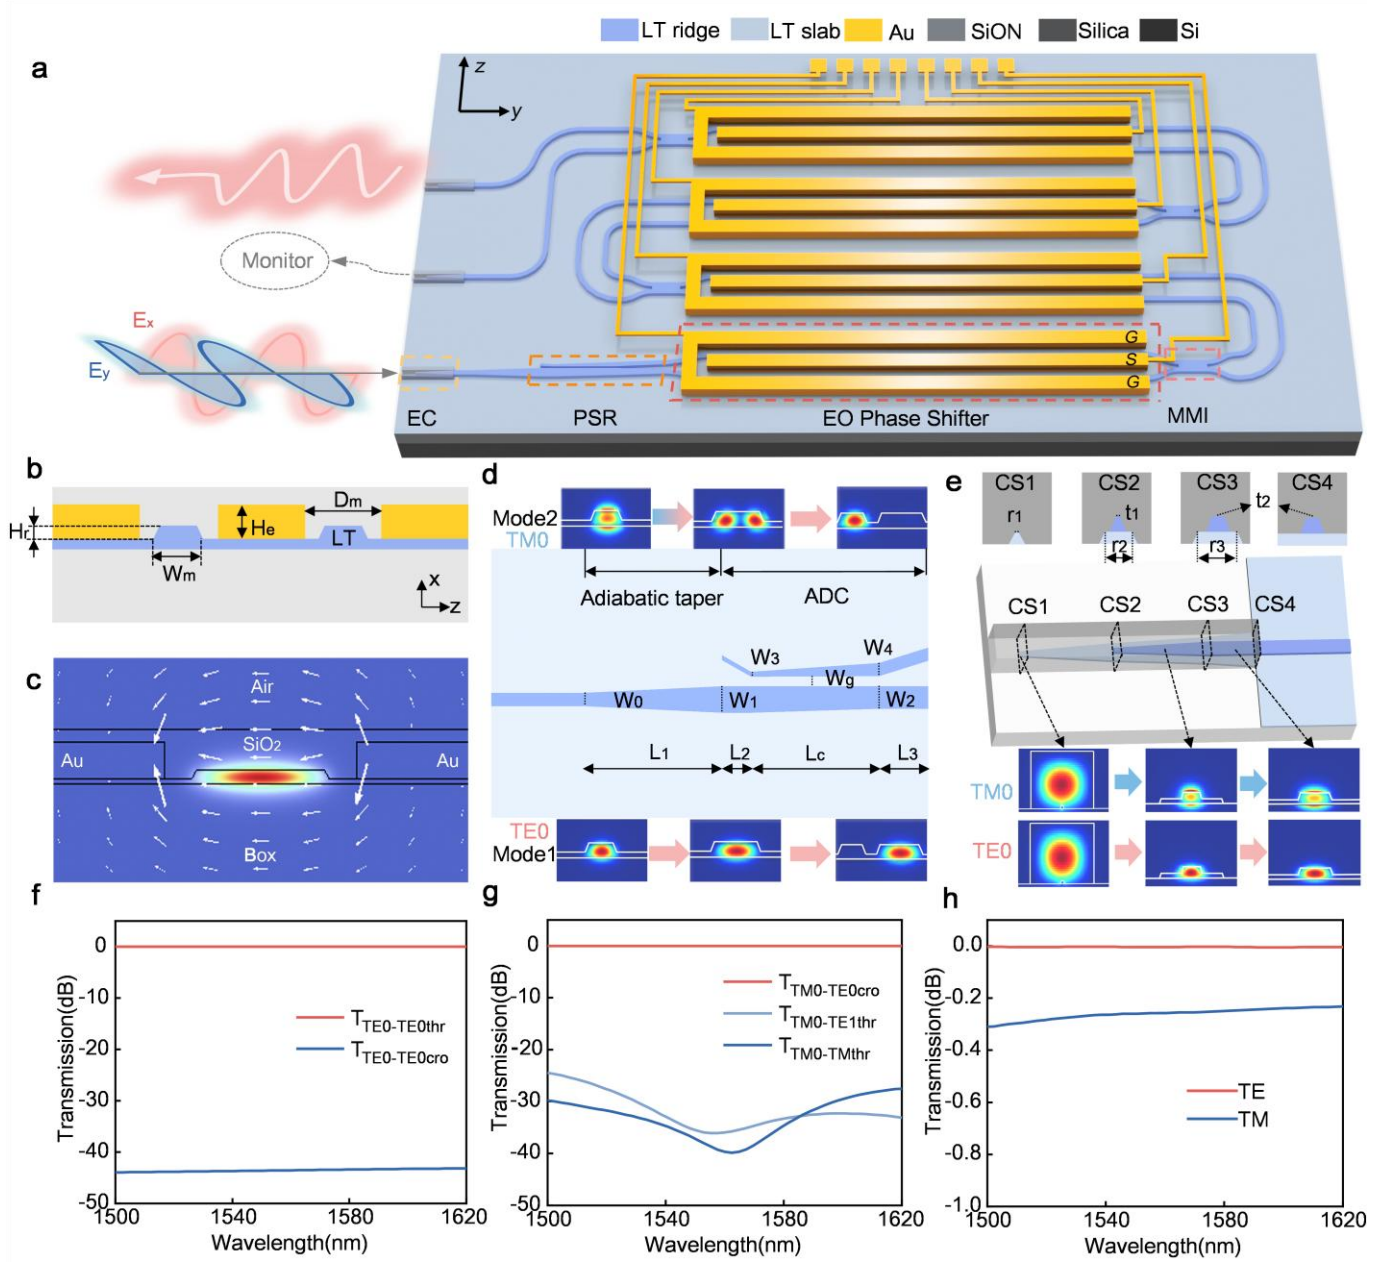 LT ridge LT slab Au SiON Silica Si
a
z
y
Monitor
Ex
Ey
G
S
G
EC PSR EO Phase Shifter MMI
b
Hr
He
Dm
LT
Wm
x
z
c
Air
SiO2
Au Au
Box
d
Mode2
TM0
Adiabatic taper ADC
W3 W4
Wg
W0 W1 W2
L1 L2 Lc L3
TE0
Mode1
e
CS1 CS2 CS3 CS4
r1 t1 t2
r2 r3
CS1 CS2 CS3 CS4
TM0
TE0
f
Transmission(dB)
0
-10
-20
-30
-40
-50
TTE0-TE0thr
TTE0-TE0cro
1500 1540 1580 1620
Wavelength(nm)
g
Transmission(dB)
0
-10
-20
-30
-40
-50
TTM0-TE0cro
TTM0-TE1thr
TTM0-TMthr
1500 1540 1580 1620
Wavelength(nm)
h
Transmission(dB)
0.0
-0.2
-0.4
-0.6
-0.8
-1.0
TE
TM
1500 1540 1580 1620
Wavelength(nm)